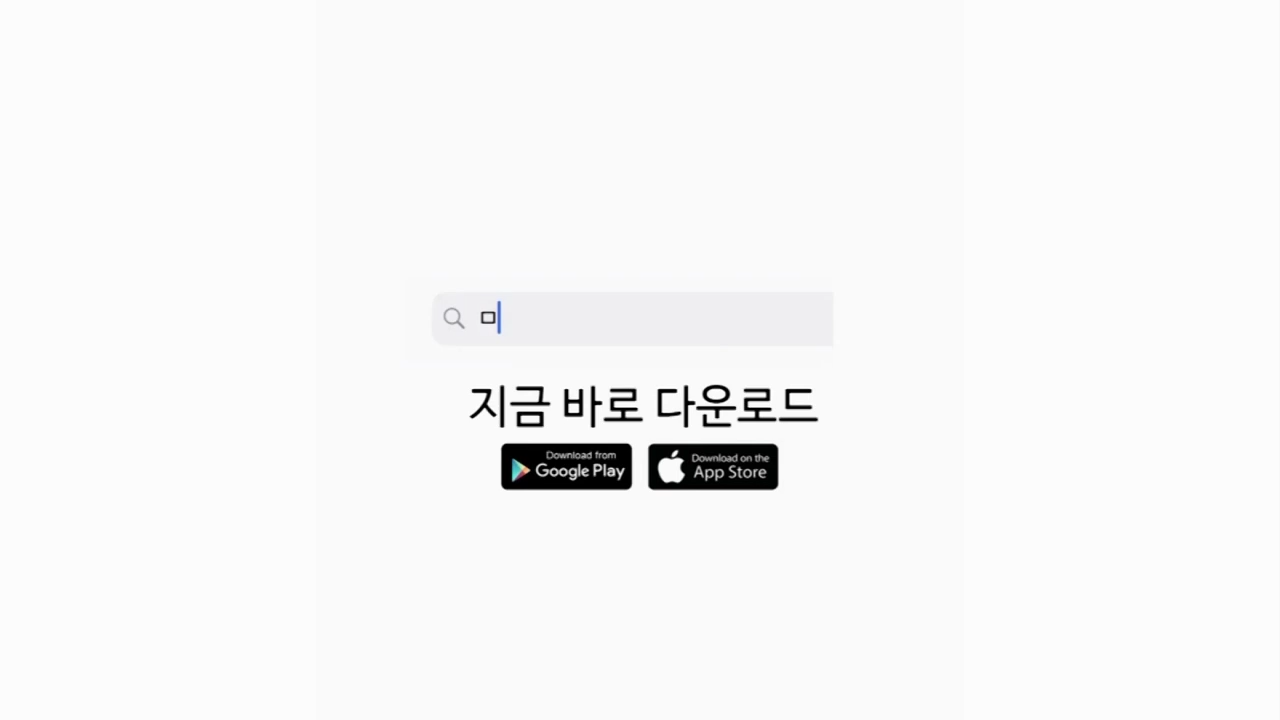 ㅁ
지금 바로 다운로드
Download from
Google Play
Download on the
App Store